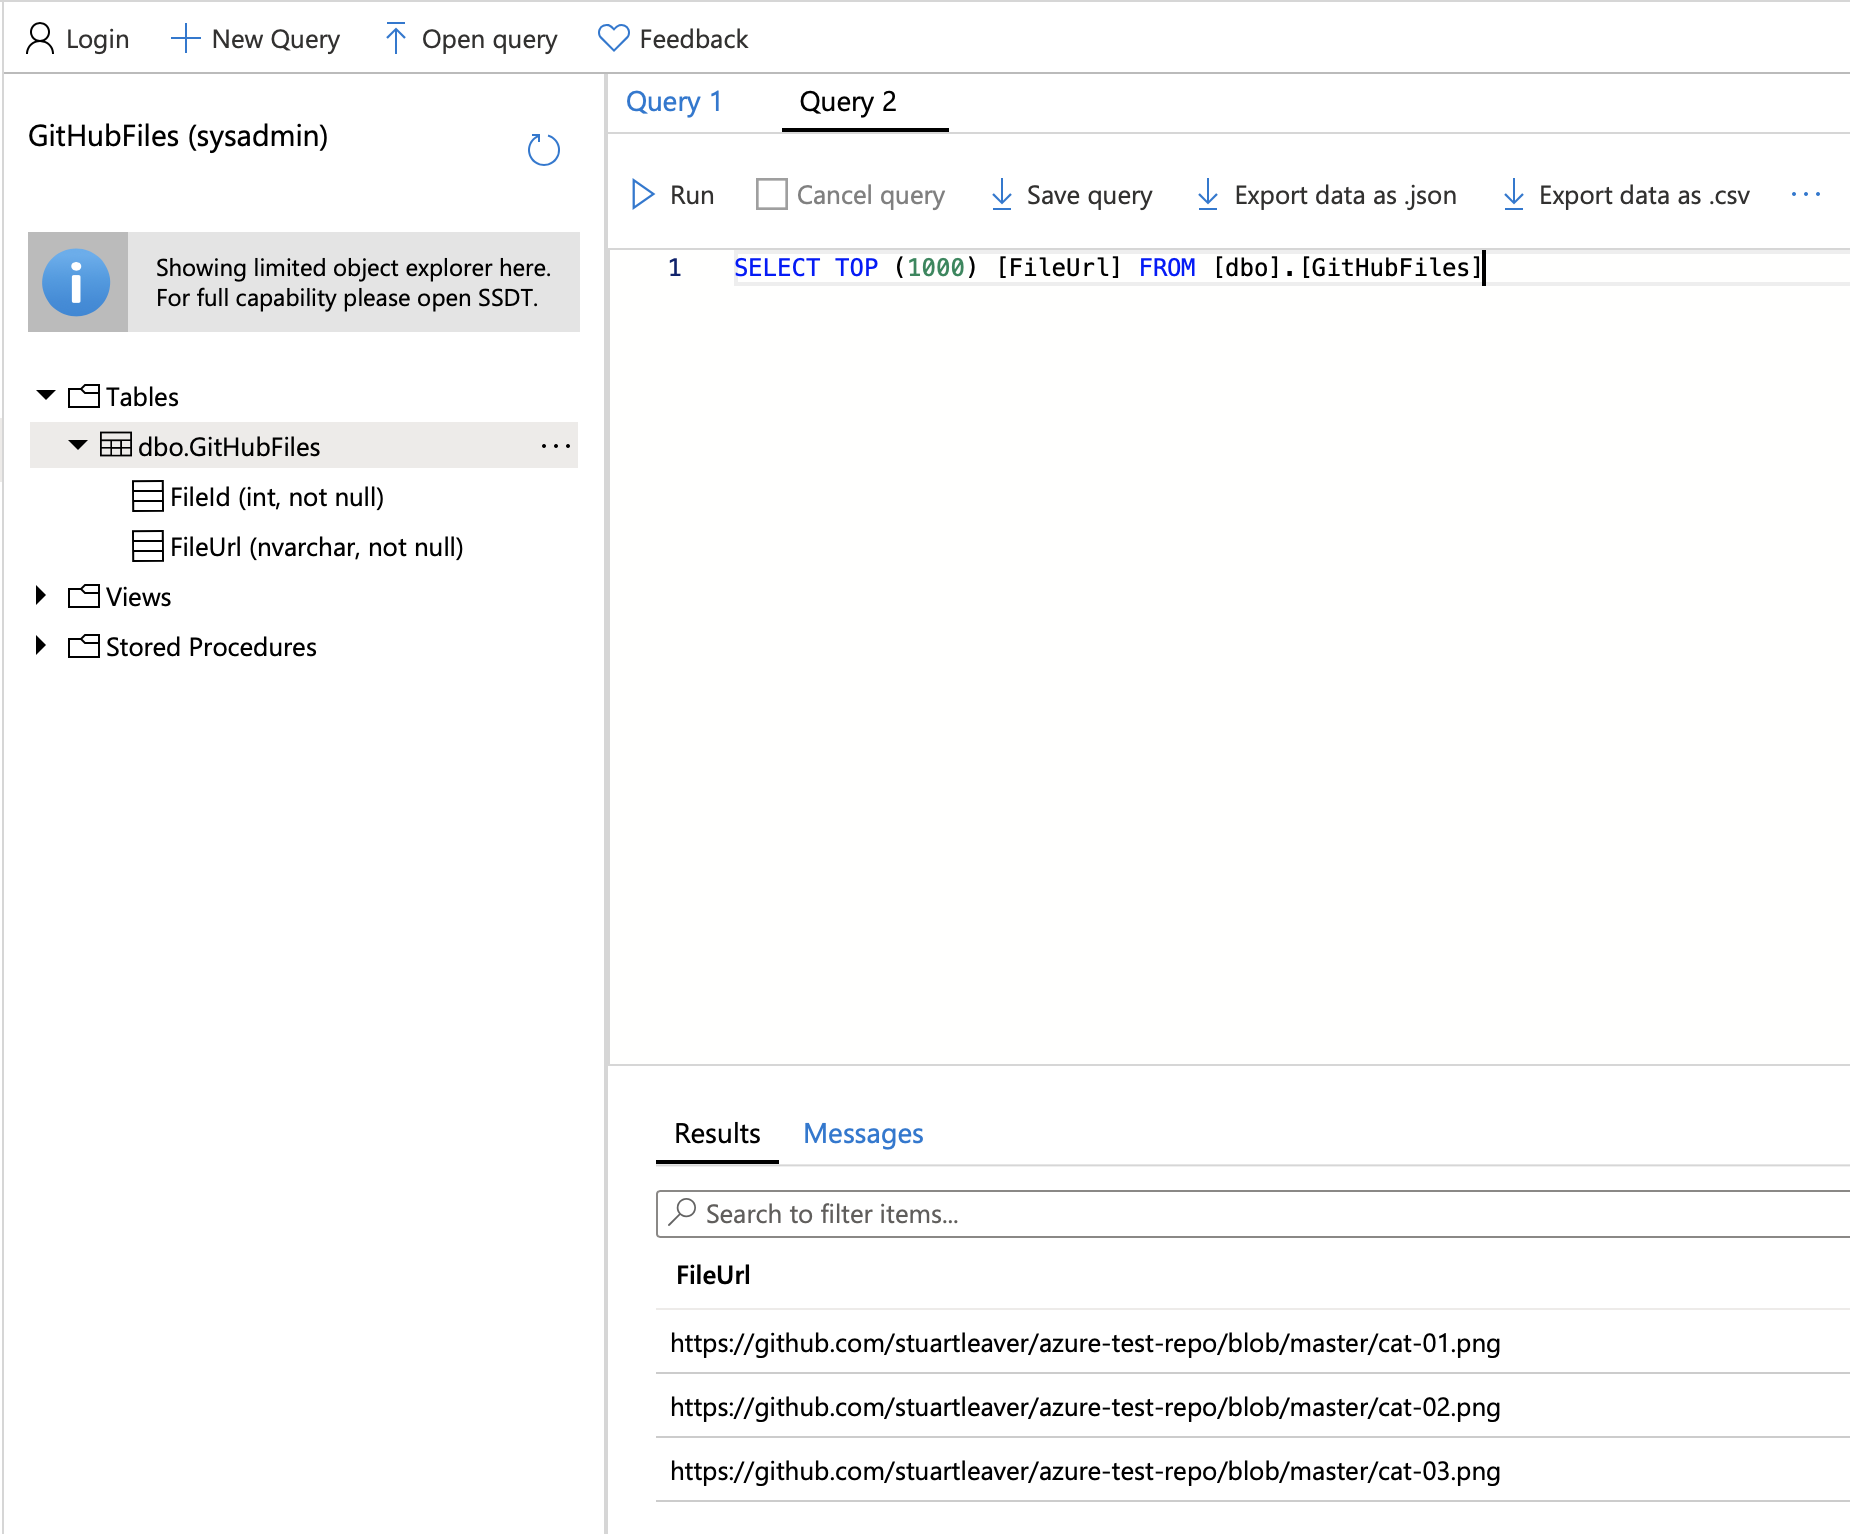 Login
New Query
Open query
Feedback
GitHubFiles (sysadmin)
Showing limited object explorer here.
For full capability please open SSDT.
Tables
dbo.GitHubFiles
FileId (int, not null)
FileUrl (nvarchar, not null)
Views
Stored Procedures
Query 1
Query 2
Run
Cancel query
Save query
Export data as .json
Export data as .csv
1 SELECT TOP (1000) [FileUrl] FROM [dbo].[GitHubFiles]
Results
Messages
Search to filter items...
FileUrl
https://github.com/stuartleaver/azure-test-repo/blob/master/cat-01.png
https://github.com/stuartleaver/azure-test-repo/blob/master/cat-02.png
https://github.com/stuartleaver/azure-test-repo/blob/master/cat-03.png